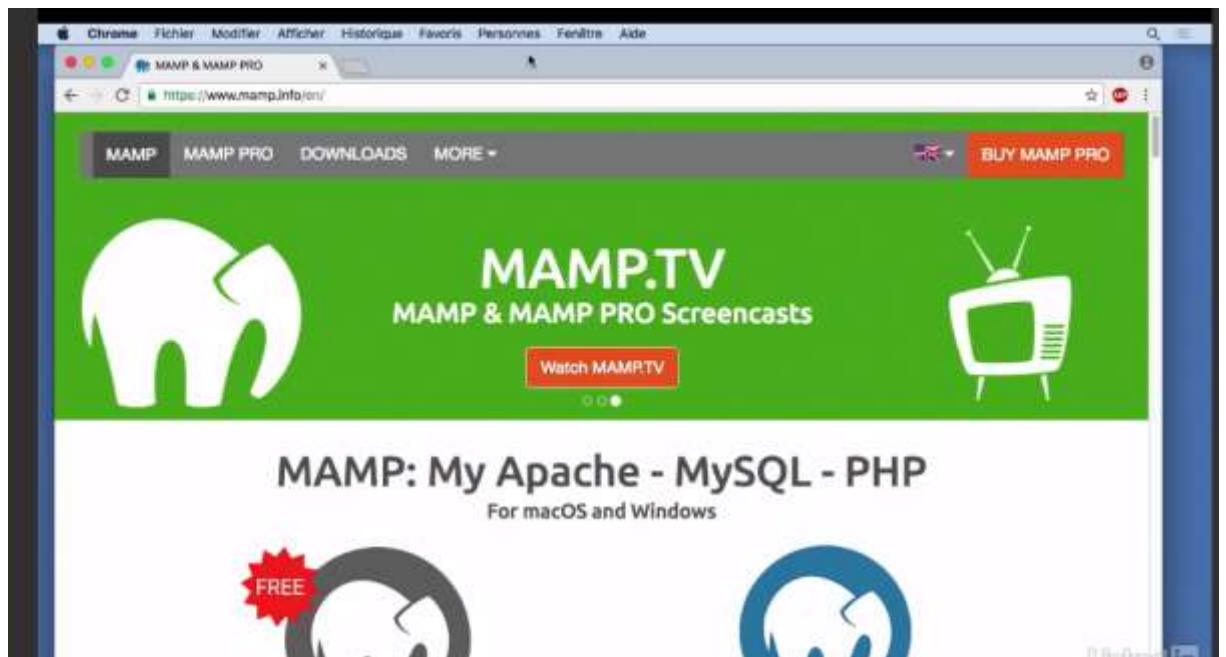 Chrome Fichier Modifier Afficher Historique Favoris Personnes Fenêtre Aide
MAMP & MAMP PRO
https://www.mamp.info/en/
MAMP MAMP PRO DOWNLOADS MORE BUY MAMP PRO
MAMP.TV
MAMP & MAMP PRO Screencasts
Watch MAMP.TV
MAMP: My Apache - MySQL - PHP
For macOS and Windows
FREE